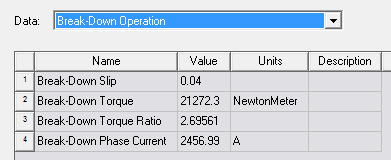 Data: Break-Down Operation
Name Value Units Description
1 Break-Down Slip 0.04
2 Break-Down Torque 21272.3 NewtonMeter
3 Break-Down Torque Ratio 2.69561
4 Break-Down Phase Current 2456.99 A